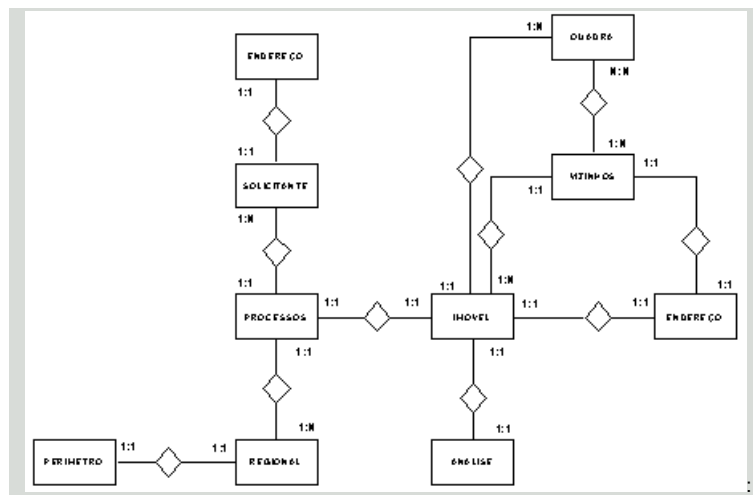 1:N
QUADRA
ENDEREÇO
N:N
1:1
1:1
1:N
SOLICITANTE
VIZINHOS
1:1
1:1
1:N
1:1
1:1
1:N
1:1
PROCESSOS
1:1
1:1
IMOVEL
1:1
1:1
ENDEREÇO
1:1
1:1
1:N
1:1
PERIMETRO
1:1
1:1
REGIONAL
ANALISE
: